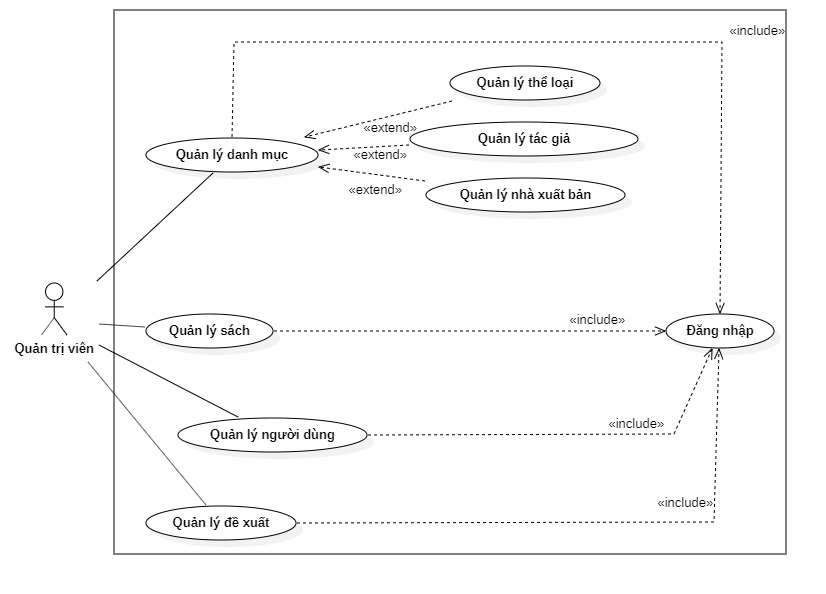 «include»
Quản lý thể loại
«extend»
Quản lý tác giả
Quản lý danh mục
«extend»
«extend»
Quản lý nhà xuất bản
Quản trị viên
Quản lý sách
«include»
Đăng nhập
Quản lý người dùng
«include»
Quản lý đề xuất
«include»